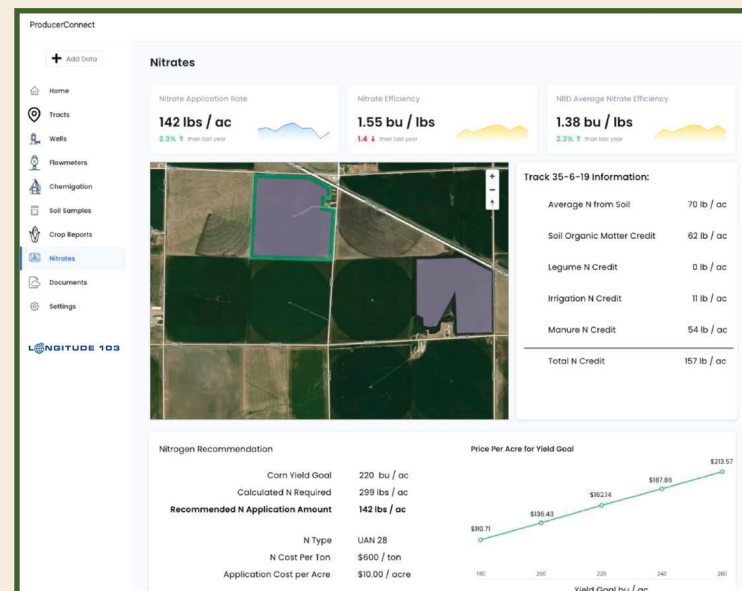 ProducerConnect
Add Data
Home
Tracts
Wells
Flowmeters
Chemigation
Soil Samples
Crop Reports
Nitrates
Documents
Settings
LONGITUDE 103
Nitrates
Nitrate Application Rate
142 lbs / ac
2.3% ↑ than last year
Nitrate Efficiency
1.55 bu / lbs
1.4 ↓ than last year
NRD Average Nitrate Efficiency
1.38 bu / lbs
2.3% ↑ than last year
Track 35-6-19 Information:
Average N from Soil 70 lb / ac
Soil Organic Matter Credit 62 lb / ac
Legume N Credit 0 lb / ac
Irrigation N Credit 11 lb / ac
Manure N Credit 54 lb / ac
Total N Credit 157 lb / ac
Nitrogen Recommendation
Corn Yield Goal 220 bu / ac
Calculated N Required 299 lbs / ac
Recommended N Application Amount 142 lbs / ac
N Type UAN 28
N Cost Per Ton $600 / ton
Application Cost per Acre $10.00 / acre
Price Per Acre for Yield Goal
$110.71
$136.43
$162.14
$187.86
$213.57
180 200 220 240 260
Yield Goal bu / ac